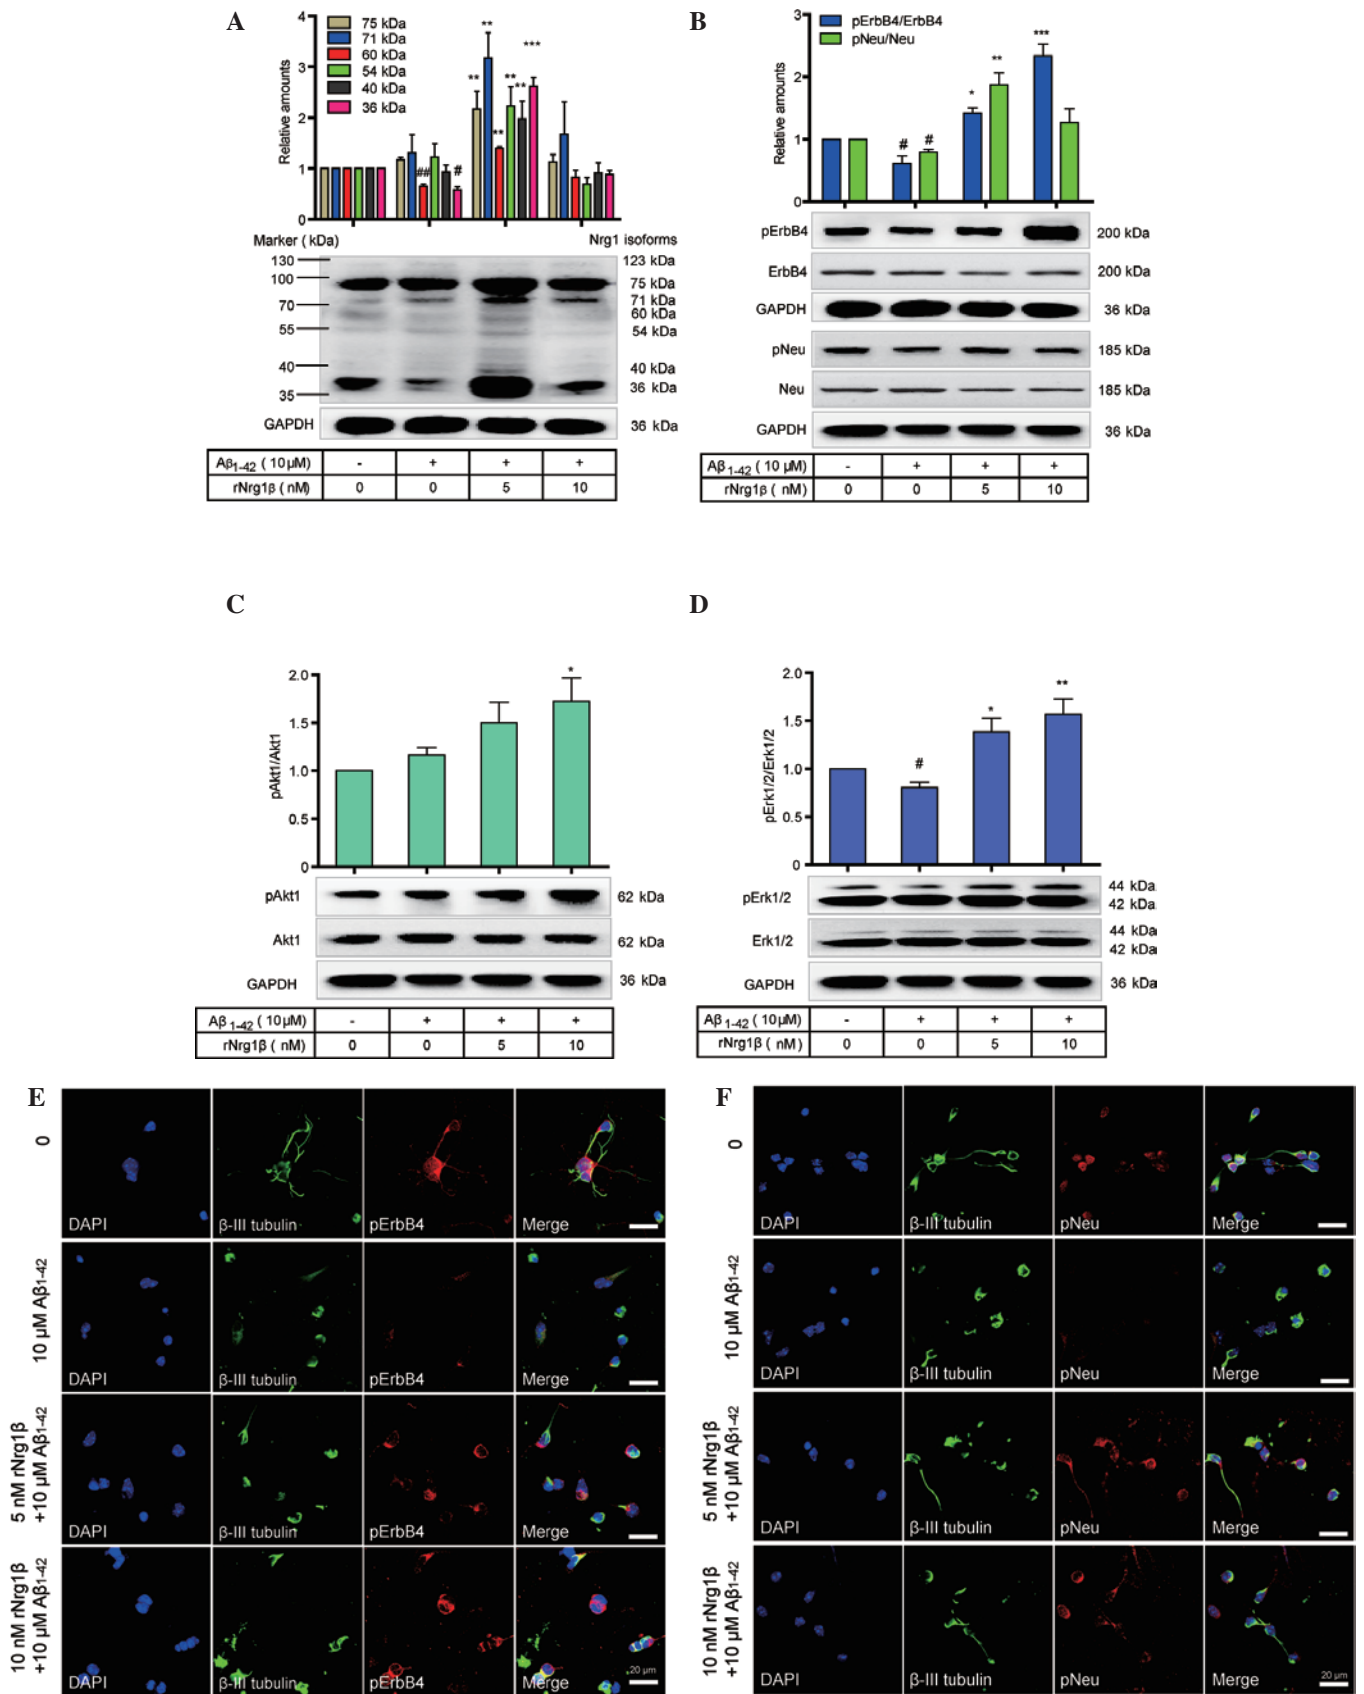 A
75 kDa
71 kDa
60 kDa
54 kDa
40 kDa
36 kDa
Relative amounts
4
3
2
1
0
## # ** ** ** ** ** ***
Marker ( kDa)
Nrg1 isoforms
130
100
70
55
40
35
123 kDa
75 kDa
71 kDa
60 kDa
54 kDa
40 kDa
36 kDa
GAPDH
36 kDa
Aβ1-42 ( 10 µM) - + + +
rNrg1β ( nM) 0 0 5 10
B
pErbB4/ErbB4
pNeu/Neu
Relative amounts
3
2
1
0
# # * ** ***
pErbB4 200 kDa
ErbB4 200 kDa
GAPDH 36 kDa
pNeu 185 kDa
Neu 185 kDa
GAPDH 36 kDa
Aβ1-42 ( 10 µM) - + + +
rNrg1β ( nM) 0 0 5 10
C
pAkt1/Akt1
2.0
1.5
1.0
0.5
0
*
pAkt1 62 kDa
Akt1 62 kDa
GAPDH 36 kDa
Aβ1-42 ( 10 µM) - + + +
rNrg1β ( nM) 0 0 5 10
D
pErk1/2/Erk1/2
2.0
1.5
1.0
0.5
0
# * **
pErk1/2
44 kDa
42 kDa
Erk1/2
44 kDa
42 kDa
GAPDH 36 kDa
Aβ1-42 ( 10 µM) - + + +
rNrg1β ( nM) 0 0 5 10
E
0
DAPI β-III tubulin pErbB4 Merge
10 µM Aβ1-42
DAPI β-III tubulin pErbB4 Merge
5 nM rNrg1β
+10 µM Aβ1-42
DAPI β-III tubulin pErbB4 Merge
10 nM rNrg1β
+10 µM Aβ1-42
DAPI β-III tubulin pErbB4 Merge
20 µm
F
0
DAPI β-III tubulin pNeu Merge
10 µM Aβ1-42
DAPI β-III tubulin pNeu Merge
5 nM rNrg1β
+10 µM Aβ1-42
DAPI β-III tubulin pNeu Merge
10 nM rNrg1β
+10 µM Aβ1-42
DAPI β-III tubulin pNeu Merge
20 µm